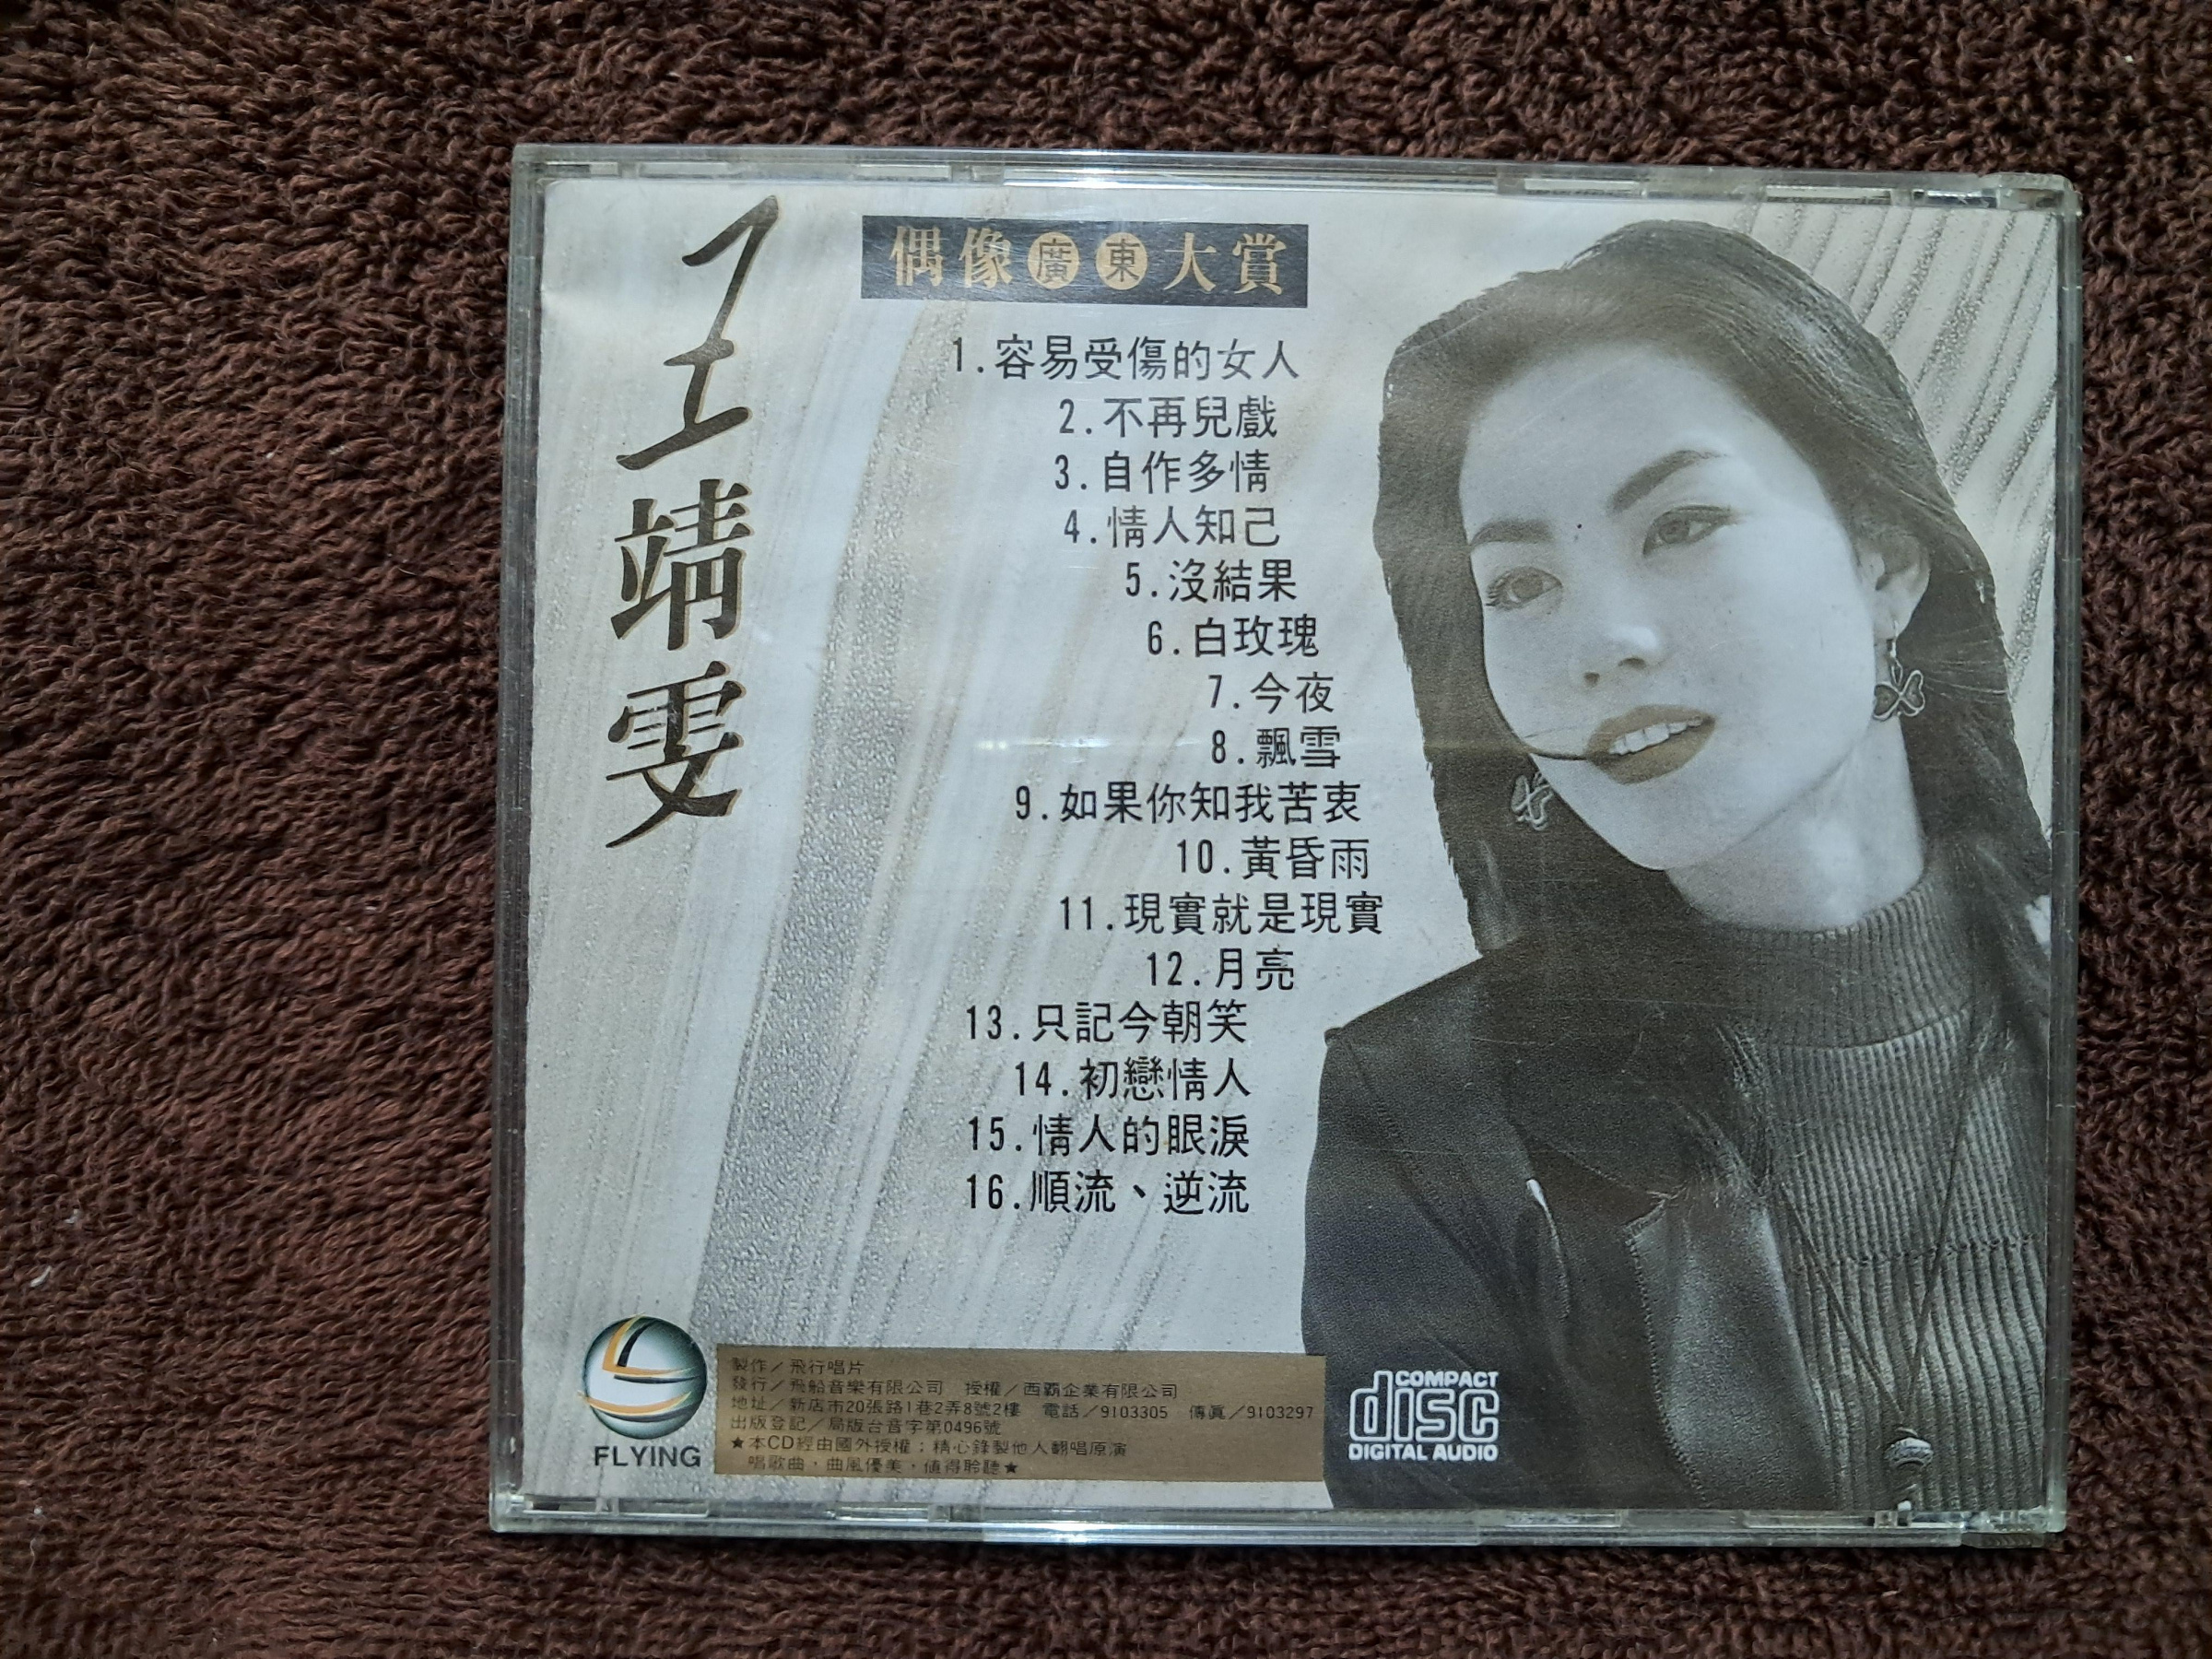 王靖雯
偶像廣東大賞
1.容易受傷的女人
2.不再兒戲
3.自作多情
4.情人知己
5.沒結果
6.白玫瑰
7.今夜
8.飄雪
9.如果你知我苦衷
10.黃昏雨
11.現實就是現實
12.月亮
13.只記今朝笑
14.初戀情人
15.情人的眼淚
16.順流、逆流
FLYING
製作／飛行唱片
發行／飛船音樂有限公司　授權／西霸企業有限公司
地址／新店市20張路1巷2弄8號2樓　電話／9103305　傳真／9103297
出版登記／局版台音字第0496號
★本CD經由國外授權；精心錄製他人翻唱原演
唱歌曲，曲風優美，値得聆聽★
COMPACT
disc
DIGITAL AUDIO